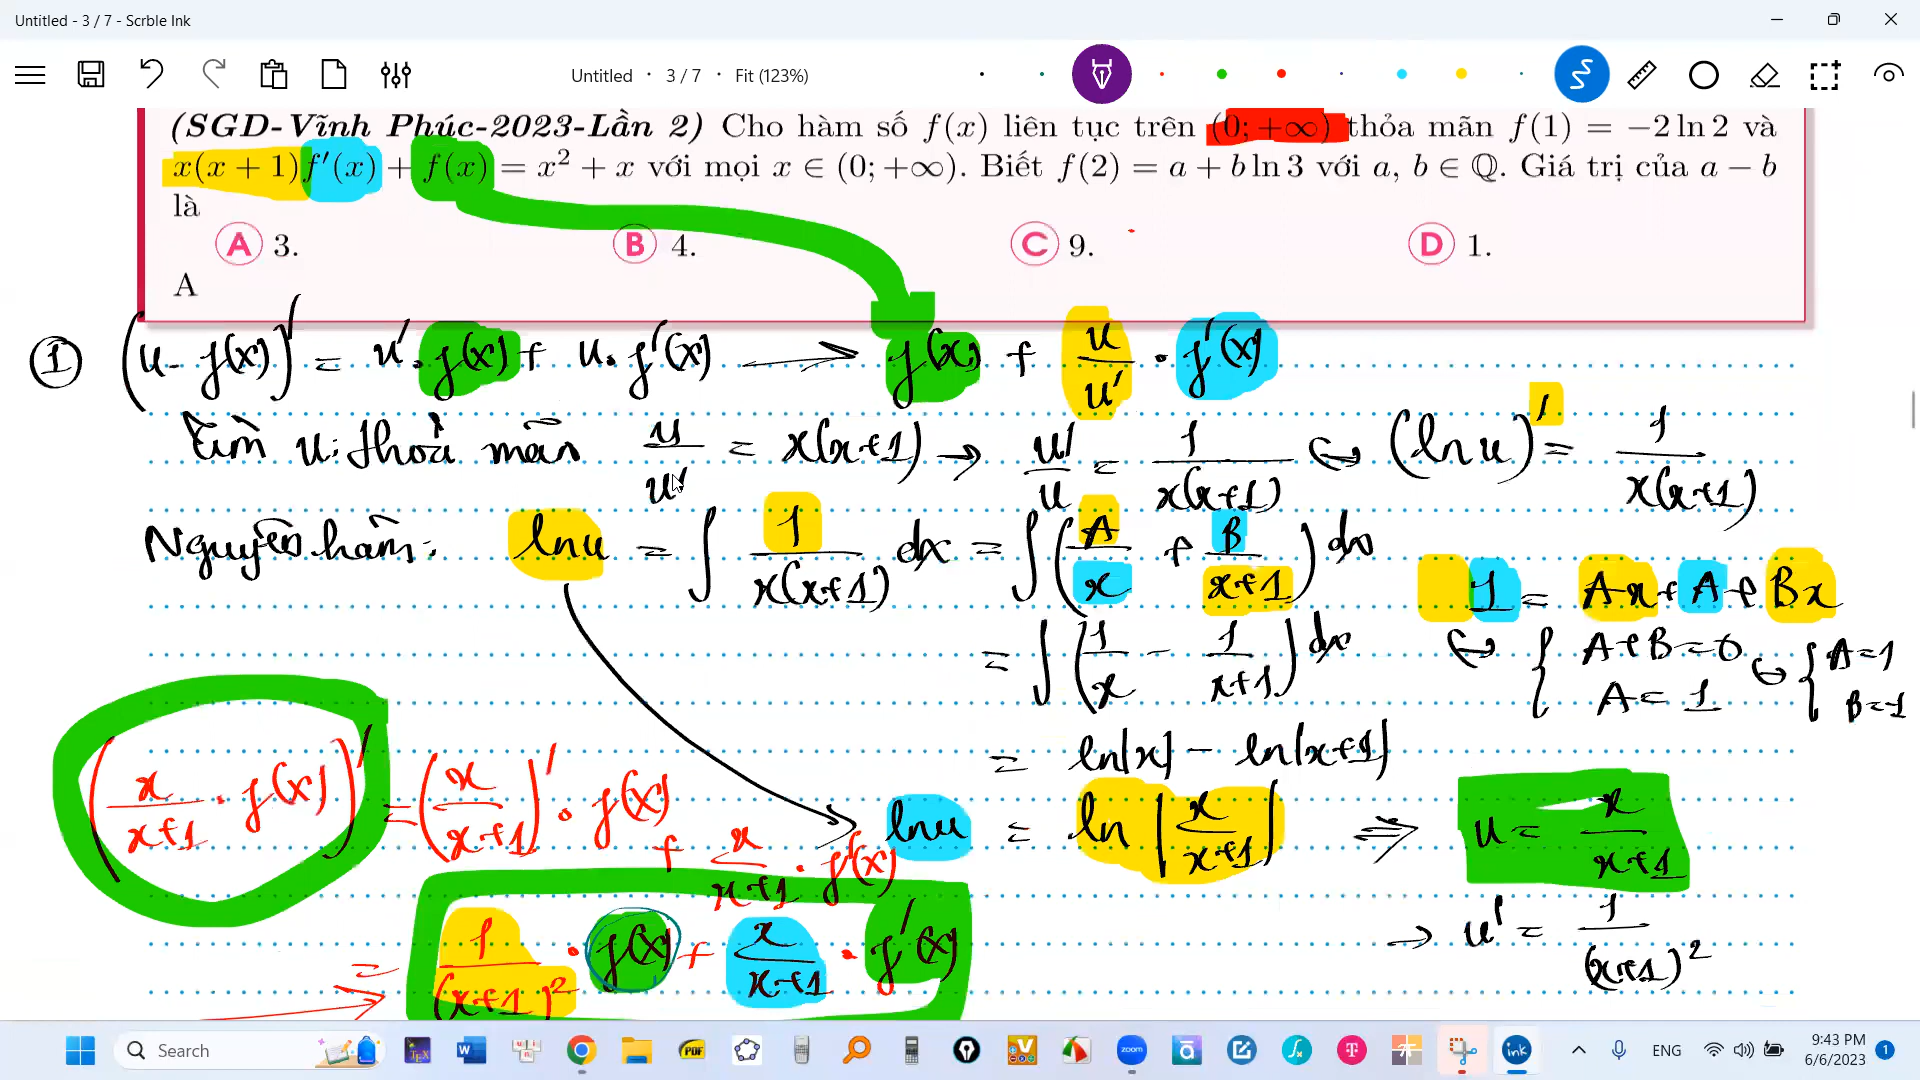 Untitled - 3 / 7 - Scrble Ink
Untitled · 3 / 7 · Fit (123%)
(SGD-Vĩnh Phúc-2023-Lần 2) Cho hàm số f(x) liên tục trên (0; +∞) thỏa mãn f(1) = −2 ln 2 và
x(x + 1)f′(x) + f(x) = x² + x với mọi x ∈ (0; +∞). Biết f(2) = a + b ln 3 với a, b ∈ ℚ. Giá trị của a − b
là
A 3. B 4. C 9. D 1.
A
① (u. f(x))′ = u′. f(x) + u. f′(x) → f(x) + u/u′ · f′(x)
Tìm u: thoả mãn u/u′ = x(x+1) → u′/u = 1/(x(x+1)) ↔ (ln u)′ = 1/(x(x+1))
Nguyên hàm: ln u = ∫ 1/(x(x+1)) dx = ∫ (A/x + B/(x+1)) dx
1 = Ax + A + Bx
= ∫ (1/x − 1/(x+1)) dx ↔ { A+B=0 A=1 ↔ { A=1 B=-1
= ln|x| − ln|x+1|
(x/(x+1) · f(x))′ = (x/(x+1))′ · f(x) + x/(x+1) · f′(x)
ln u = ln |x/(x+1)| ⇒ u = x/(x+1)
= 1/(x+1)² · f(x) + x/(x+1) · f′(x)
→ u′ = 1/(x+1)²
Search
ENG
9:43 PM
6/6/2023
1